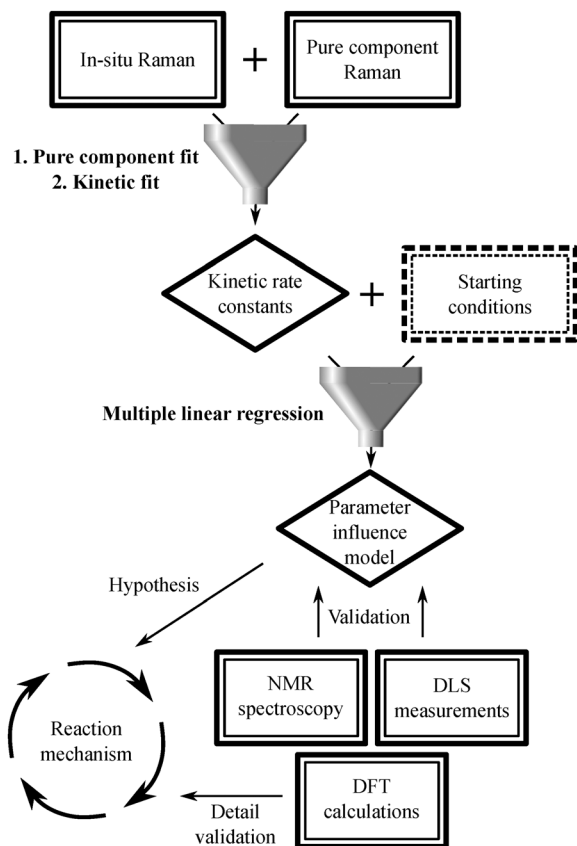 In-situ Raman
+
Pure component
Raman
1. Pure component fit
2. Kinetic fit
Kinetic rate
constants
+
Starting
conditions
Multiple linear regression
Parameter
influence
model
Hypothesis
Validation
NMR
spectroscopy
DLS
measurements
Reaction
mechanism
DFT
calculations
Detail
validation